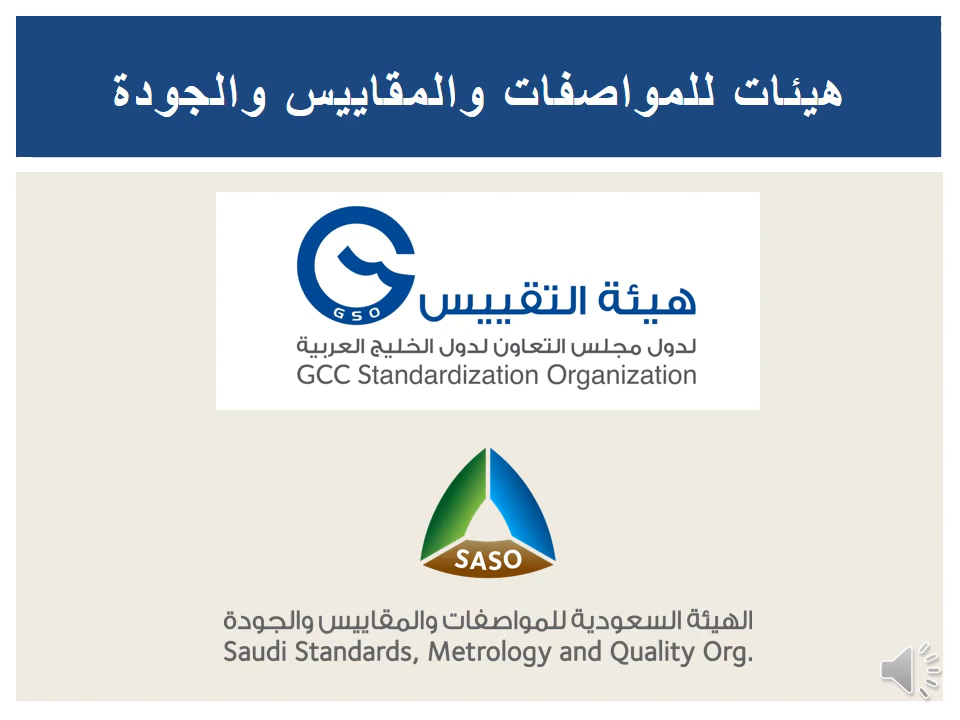 هيئات للمواصفات والمقاييس والجودة
GSO
هيئة التقييس
لدول مجلس التعاون لدول الخليج العربية
GCC Standardization Organization
SASO
الهيئة السعودية للمواصفات والمقاييس والجودة
Saudi Standards, Metrology and Quality Org.